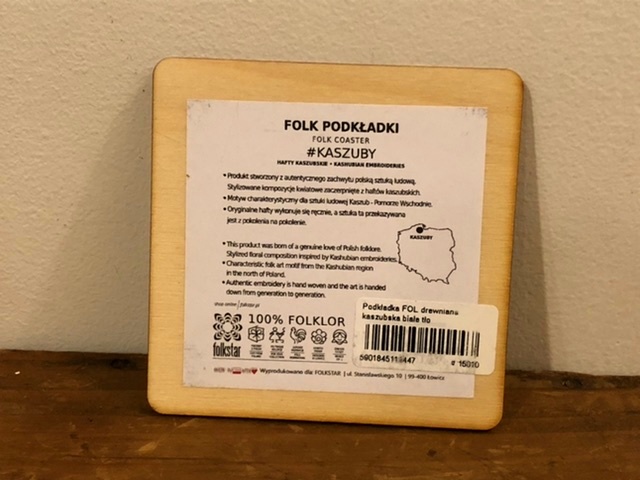 FOLK PODKŁADKI
FOLK COASTER
#KASZUBY
HAFTY KASZUBSKIE • KASHUBIAN EMBROIDERIES
• Produkt stworzony z autentycznego zachwytu polską sztuką ludową.
Stylizowane kompozycje kwiatowe zaczerpnięte z haftów kaszubskich.
• Motyw charakterystyczny dla sztuki ludowej Kaszub - Pomorze Wschodnie.
• Oryginalne hafty wykonuje się ręcznie, a sztuka ta przekazywana
jest z pokolenia na pokolenie.
KASZUBY
• This product was born of a genuine love of Polish folklore.
Stylized floral composition inspired by Kashubian embroideries.
• Characteristic folk art motif from the Kashubian region
in the north of Poland.
• Authentic embroidery is hand woven and the art is handed
down from generation to generation.
shop online | folkstar.pl
100% FOLKLOR
folkstar
Wyprodukowane dla: FOLKSTAR | ul. Stanisławskiego 10 | 99-400 Łowicz
Podkładka FOL drewniana
kaszubska białe tło